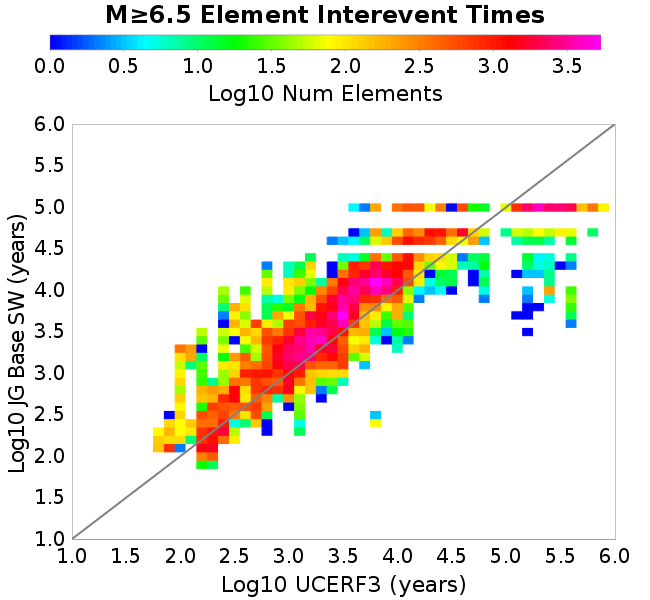 M≥6.5 Element Interevent Times
0.0 0.5 1.0 1.5 2.0 2.5 3.0 3.5
Log10 Num Elements
6.0
5.5
5.0
4.5
4.0
3.5
3.0
2.5
2.0
1.5
1.0
Log10 JG Base SW (years)
1.0 1.5 2.0 2.5 3.0 3.5 4.0 4.5 5.0 5.5 6.0
Log10 UCERF3 (years)